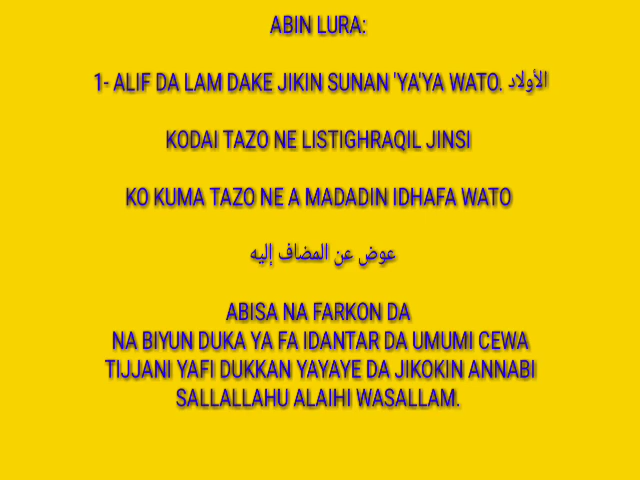 ABIN LURA:
1- ALIF DA LAM DAKE JIKIN SUNAN 'YA'YA WATO. الأولاد
KODAI TAZO NE LISTIGHRAQIL JINSI
KO KUMA TAZO NE A MADADIN IDHAFA WATO
عوض عن المضاف إليه
ABISA NA FARKON DA
NA BIYUN DUKA YA FA IDANTAR DA UMUMI CEWA
TIJJANI YAFI DUKKAN YAYAYE DA JIKOKIN ANNABI
SALLALLAHU ALAIHI WASALLAM.